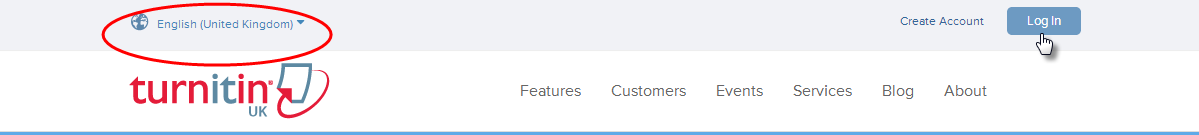 English (United Kingdom)
Create Account
Log In
turnitin®
UK
Features Customers Events Services Blog About